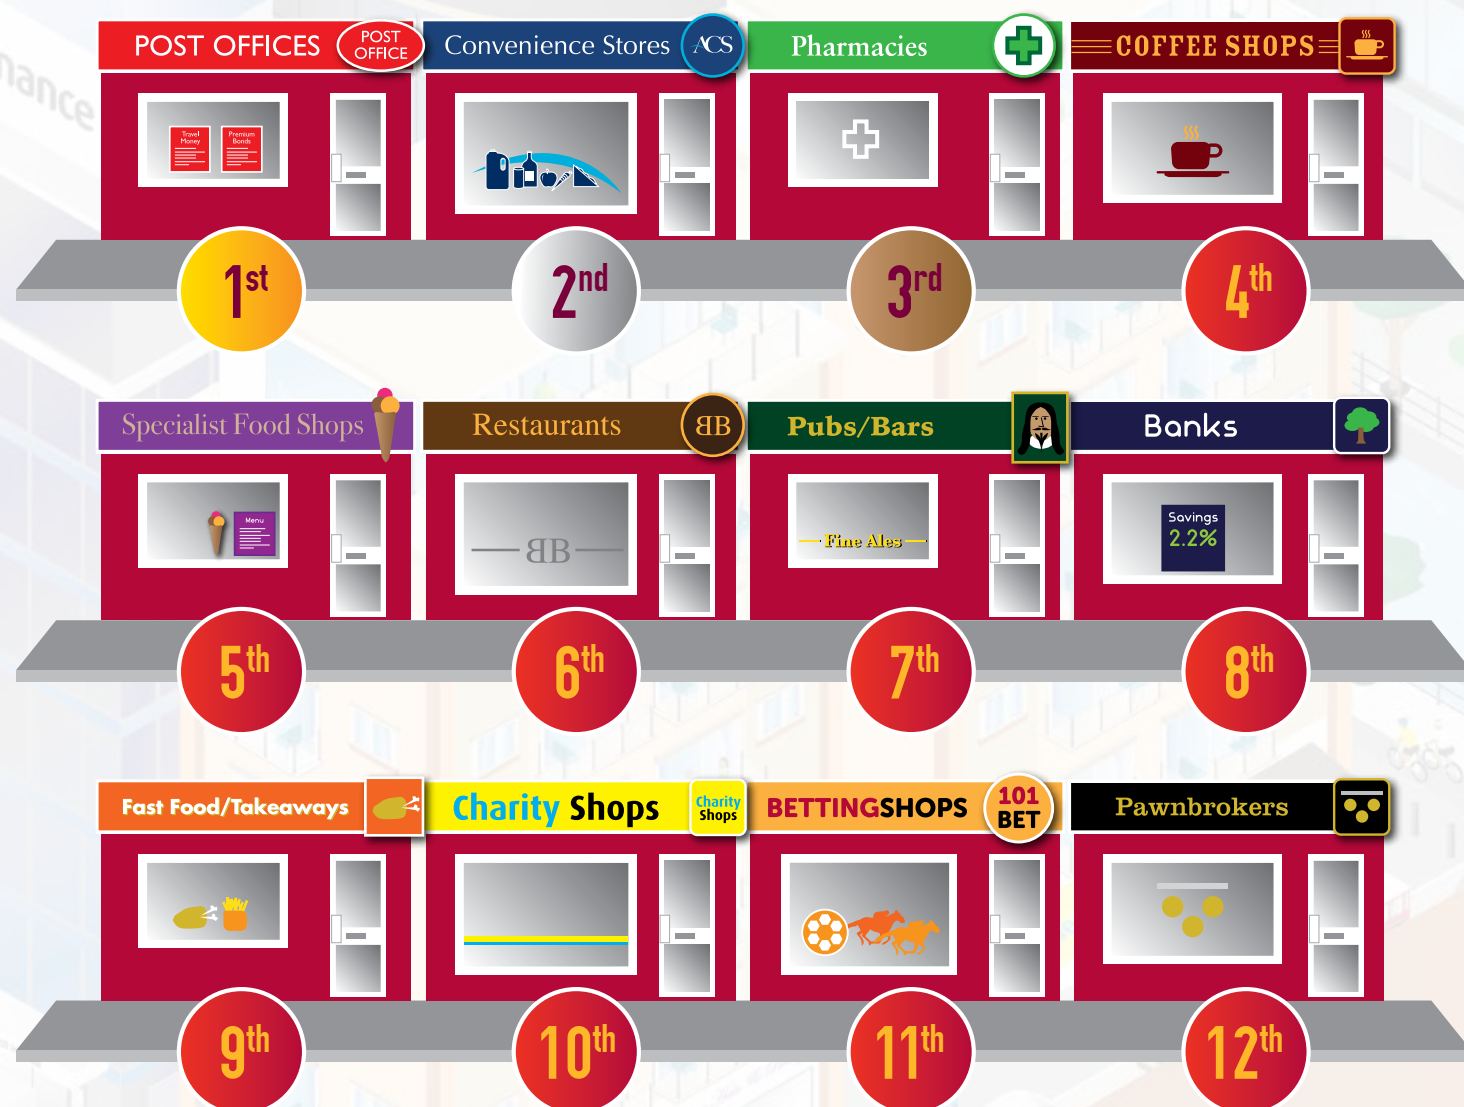 POST OFFICES
POST
OFFICE
Convenience Stores
ACS
Pharmacies
COFFEE SHOPS
Travel
Money
Premium
Bonds
1st
2nd
3rd
4th
Specialist Food Shops
Restaurants
BB
Pubs/Bars
Banks
Menu
BB
Fine Ales
Savings
2.2%
5th
6th
7th
8th
Fast Food/Takeaways
Charity Shops
Charity
Shops
BETTINGSHOPS
101
BET
Pawnbrokers
9th
10th
11th
12th